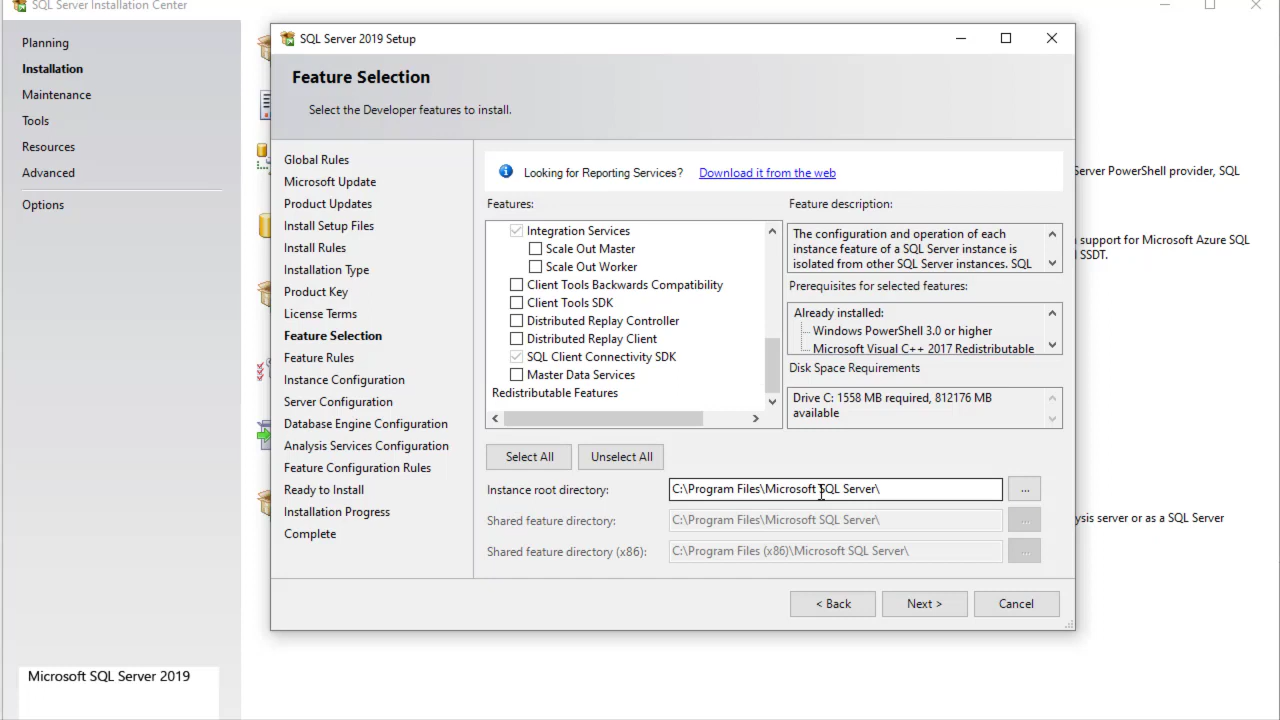 SQL Server Installation Center
Planning
Installation
Maintenance
Tools
Resources
Advanced
Options
Microsoft SQL Server 2019
SQL Server 2019 Setup
Feature Selection
Select the Developer features to install.
Global Rules
Microsoft Update
Product Updates
Install Setup Files
Install Rules
Installation Type
Product Key
License Terms
Feature Selection
Feature Rules
Instance Configuration
Server Configuration
Database Engine Configuration
Analysis Services Configuration
Feature Configuration Rules
Ready to Install
Installation Progress
Complete
Looking for Reporting Services? Download it from the web
Features:
Integration Services
Scale Out Master
Scale Out Worker
Client Tools Backwards Compatibility
Client Tools SDK
Distributed Replay Controller
Distributed Replay Client
SQL Client Connectivity SDK
Master Data Services
Redistributable Features
Feature description:
The configuration and operation of each
instance feature of a SQL Server instance is
isolated from other SQL Server instances. SQL
Prerequisites for selected features:
Already installed:
Windows PowerShell 3.0 or higher
Microsoft Visual C++ 2017 Redistributable
Disk Space Requirements
Drive C: 1558 MB required, 812176 MB
available
Select All
Unselect All
Instance root directory: C:\Program Files\Microsoft SQL Server\
...
Shared feature directory: C:\Program Files\Microsoft SQL Server\
...
Shared feature directory (x86): C:\Program Files (x86)\Microsoft SQL Server\
...
< Back
Next >
Cancel
Server PowerShell provider, SQL
support for Microsoft Azure SQL
SSDT.
ysis server or as a SQL Server